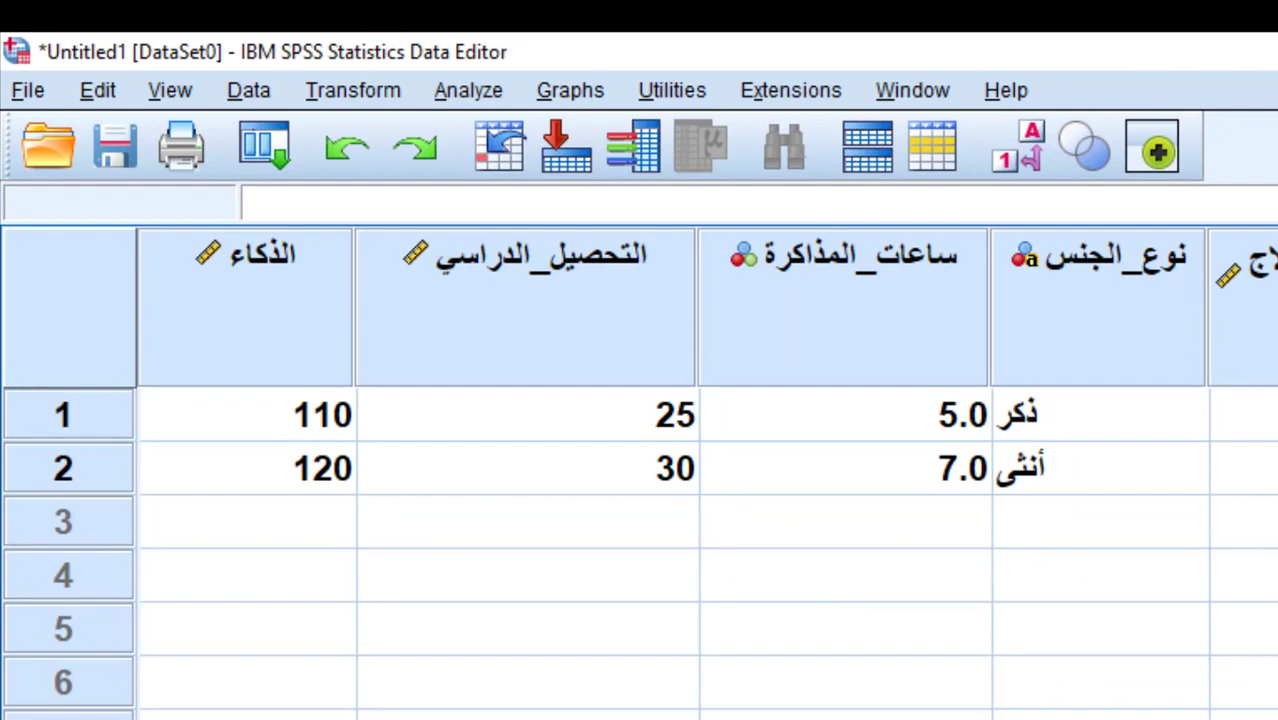 *Untitled1 [DataSet0] - IBM SPSS Statistics Data Editor
File Edit View Data Transform Analyze Graphs Utilities Extensions Window Help
الذكاء التحصيل_الدراسي ساعات_المذاكرة نوع_الجنس
1 110 25 5.0 ذكر
2 120 30 7.0 أنثى
3
4
5
6